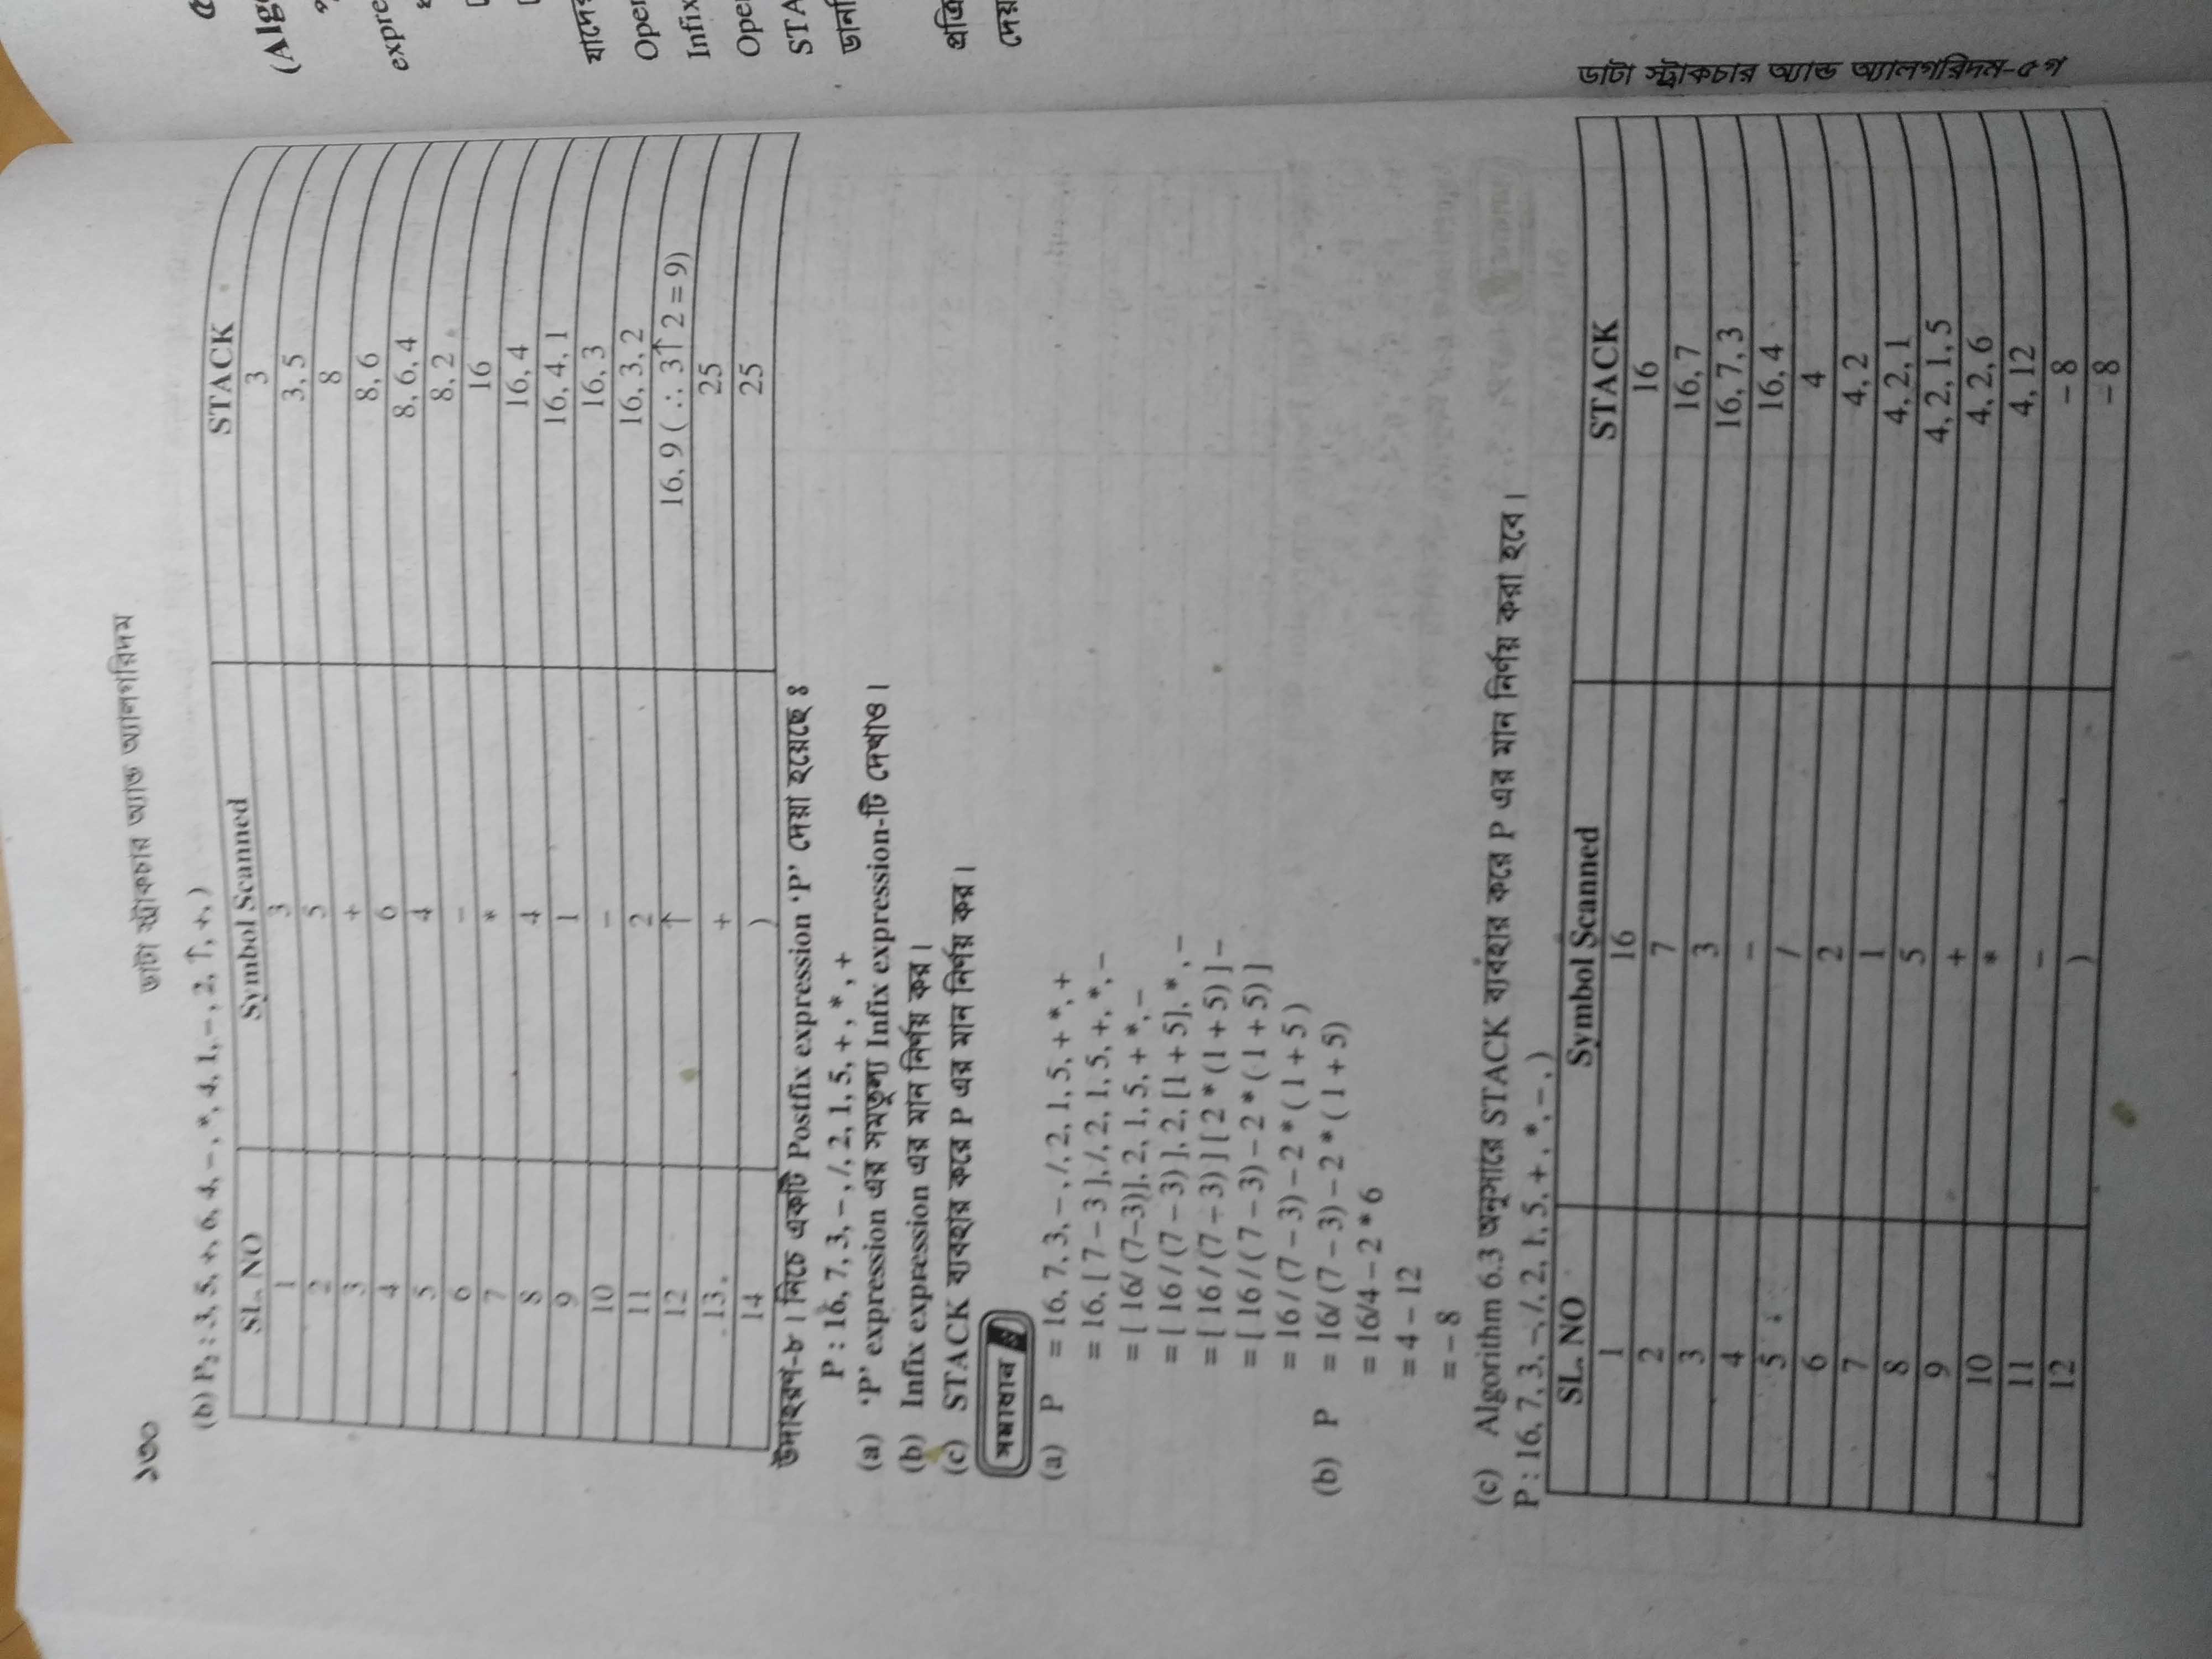 ১৩০
ডাটা স্ট্রাকচার অ্যান্ড অ্যালগরিদম
(b) P₂ : 3, 5, +, 6, 4, –, *, 4, 1, –, 2, ↑, +, )
SL. NO Symbol Scanned STACK
1 3 3
2 5 3, 5
3 + 8
4 6 8, 6
5 4 8, 6, 4
6 – 8, 2
7 * 16
8 4 16, 4
9 1 16, 4, 1
10 – 16, 3
11 2 16, 3, 2
12 ↑ 16, 9 ( ∴ 3↑2 = 9)
13. + 25
14 ) 25
উদাহরণ-৮। নিচে একটি Postfix expression ‘P’ দেয়া হয়েছে ঃ
P : 16, 7, 3, – , /, 2, 1, 5, + , * , +
(a) ‘P’ expression এর সমতুল্য Infix expression-টি দেখাও।
(b) Infix expression এর মান নির্ণয় কর।
(c) STACK ব্যবহার করে P এর মান নির্ণয় কর।
সমাধান
(a) P = 16, 7, 3, – , /, 2, 1, 5, + *, +
= 16, [ 7 – 3 ], /, 2, 1, 5, +, *, –
= [ 16/ (7–3)], 2, 1, 5, + *, –
= [ 16 / (7 – 3) ], 2, [1 + 5], *, –
= [ 16 / (7 – 3) ] [ 2 * (1 + 5) ] –
= [ 16 / ( 7 – 3) – 2 * ( 1 + 5) ]
= 16 / (7 – 3) – 2 * ( 1 + 5 )
(b) P = 16/ (7 – 3) – 2 * ( 1 + 5)
= 16/4 – 2 * 6
= 4 – 12
= – 8
(c) Algorithm 6.3 অনুসারে STACK ব্যবহার করে P এর মান নির্ণয় করা হবে।
P : 16, 7, 3, –, /, 2, 1, 5, + , *, –, )
SL. NO Symbol Scanned STACK
1 16 16
2 7 16, 7
3 3 16, 7, 3
4 – 16, 4
5 / 4
6 2 4, 2
7 1 4, 2, 1
8 5 4, 2, 1, 5
9 + 4, 2, 6
10 * 4, 12
11 – – 8
12 ) – 8
(Alg
expre
যাদের
Oper
Infix
Oper
STA
ডানদি
প্রক্রি
দেয়
ডাটা স্ট্রাকচার অ্যান্ড অ্যালগরিদম-৫গ